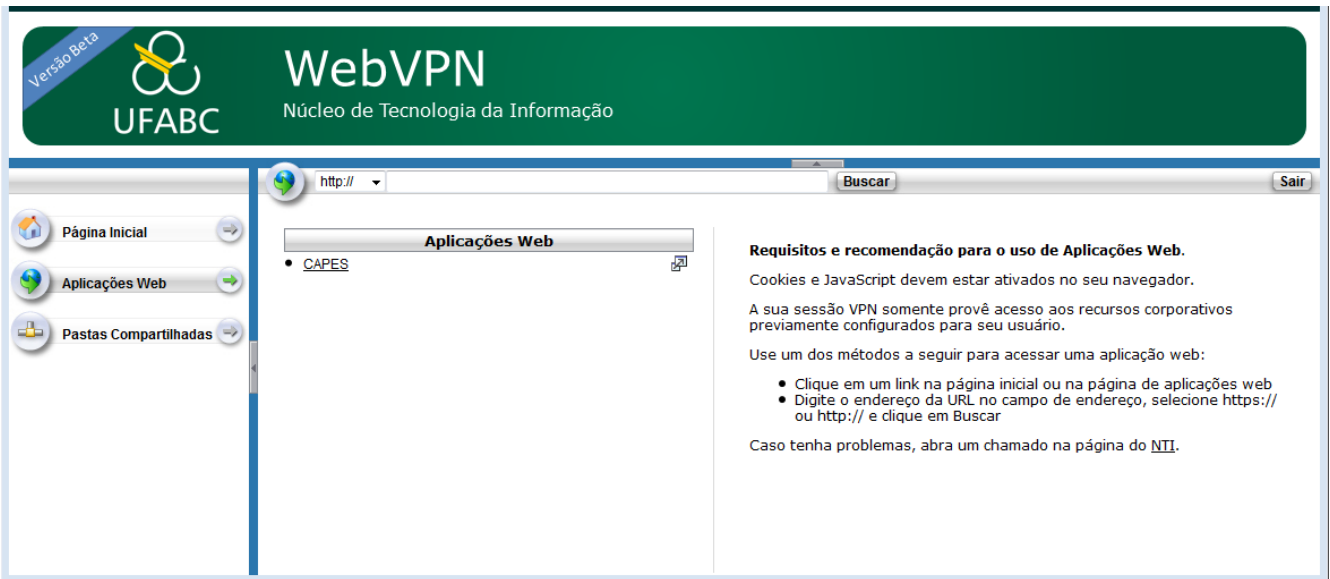 Versão Beta
UFABC
WebVPN
Núcleo de Tecnologia da Informação
http://
Buscar
Sair
Página Inicial
Aplicações Web
Pastas Compartilhadas
Aplicações Web
CAPES
Requisitos e recomendação para o uso de Aplicações Web.
Cookies e JavaScript devem estar ativados no seu navegador.
A sua sessão VPN somente provê acesso aos recursos corporativos
previamente configurados para seu usuário.
Use um dos métodos a seguir para acessar uma aplicação web:
Clique em um link na página inicial ou na página de aplicações web
Digite o endereço da URL no campo de endereço, selecione https://
ou http:// e clique em Buscar
Caso tenha problemas, abra um chamado na página do NTI.